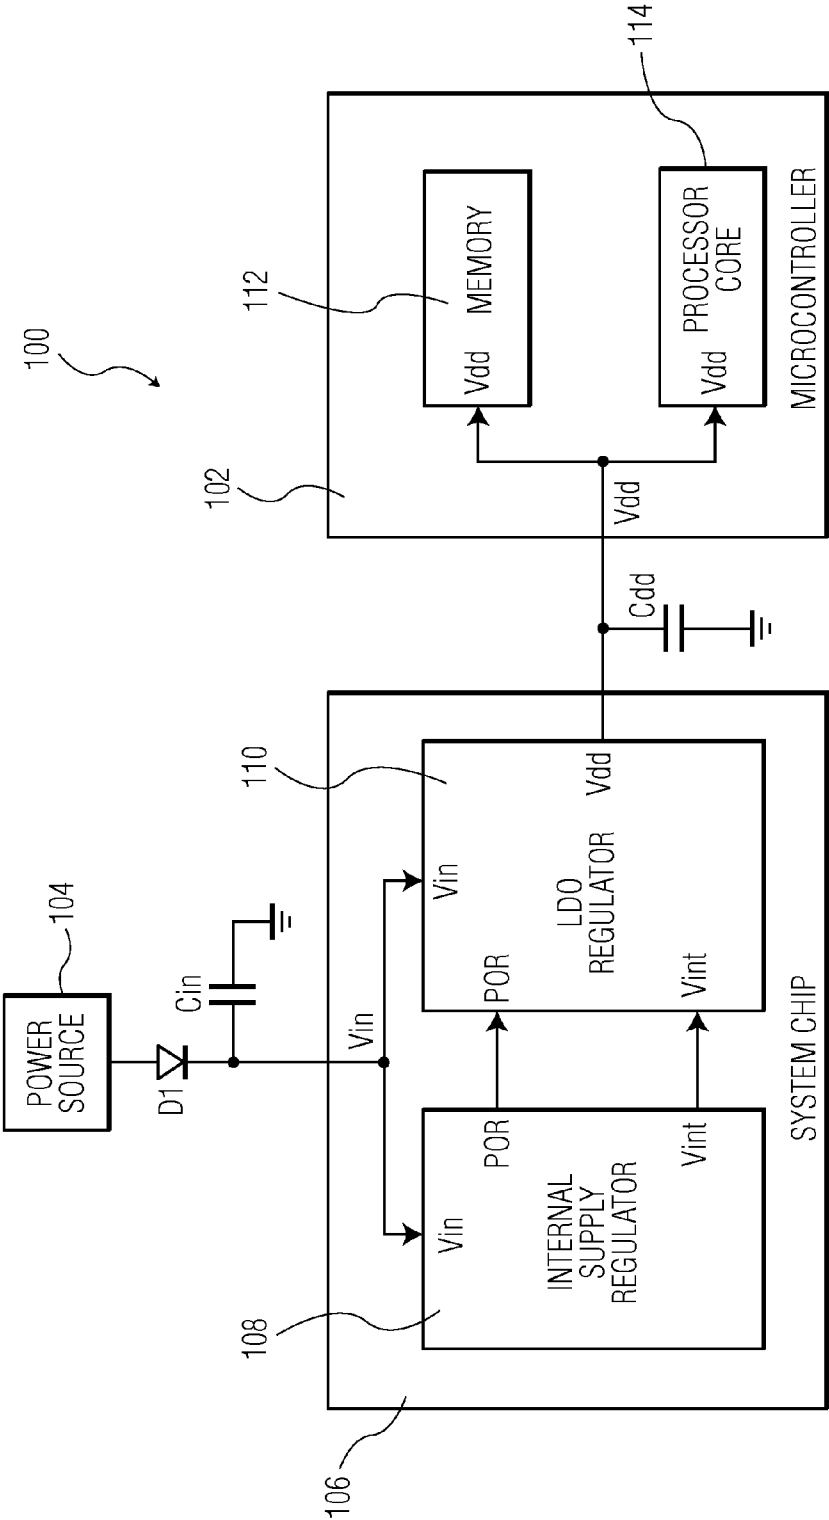 100
POWER
SOURCE
104
D1
Cin
Vin
106
108
Vin
INTERNAL
SUPPLY
REGULATOR
POR
Vint
110
Vin
POR
Vint
LDO
REGULATOR
Vdd
SYSTEM CHIP
Cdd
102
Vdd
112
Vdd
MEMORY
Vdd
PROCESSOR
CORE
114
MICROCONTROLLER